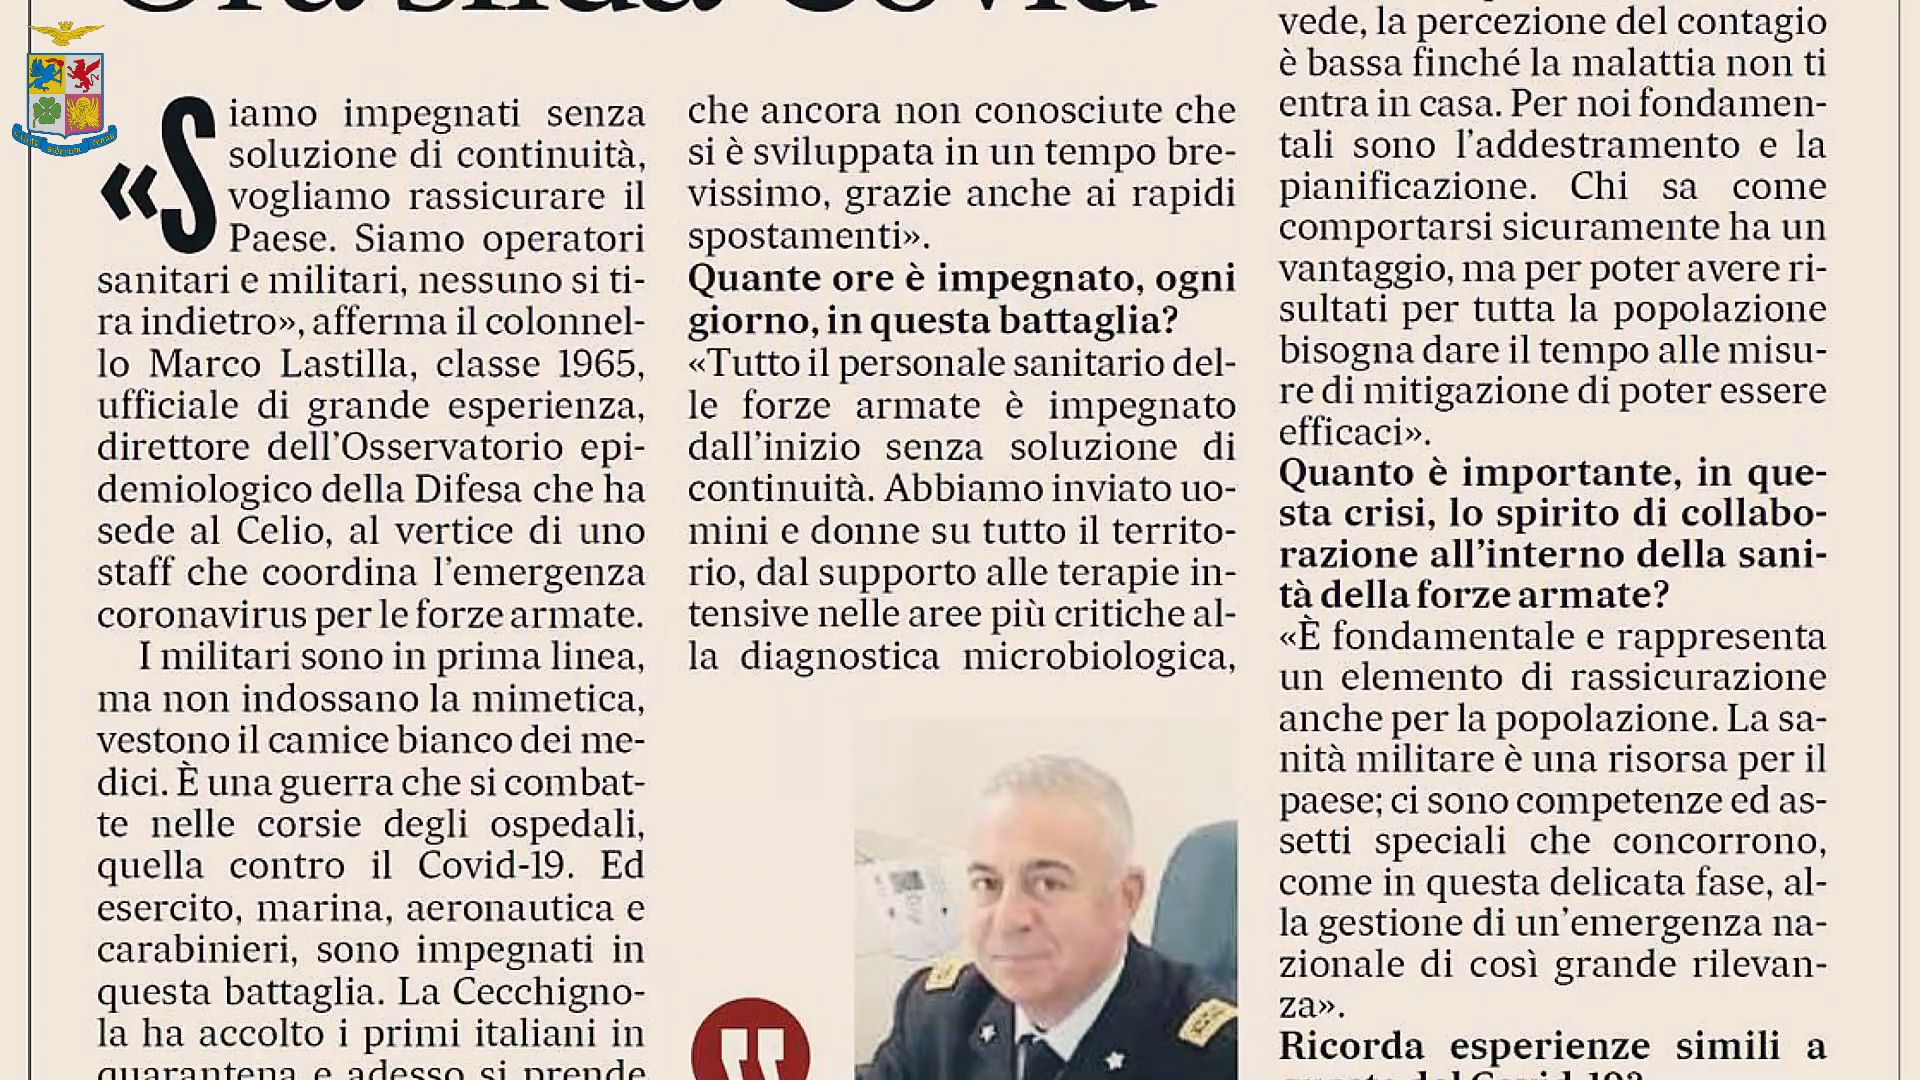 Ora sfida Covid
«Siamo impegnati senza
soluzione di continuità,
vogliamo rassicurare il
Paese. Siamo operatori
sanitari e militari, nessuno si ti-
ra indietro», afferma il colonnel-
lo Marco Lastilla, classe 1965,
ufficiale di grande esperienza,
direttore dell’Osservatorio epi-
demiologico della Difesa che ha
sede al Celio, al vertice di uno
staff che coordina l’emergenza
coronavirus per le forze armate.
I militari sono in prima linea,
ma non indossano la mimetica,
vestono il camice bianco dei me-
dici. È una guerra che si combat-
te nelle corsie degli ospedali,
quella contro il Covid-19. Ed
esercito, marina, aeronautica e
carabinieri, sono impegnati in
questa battaglia. La Cecchigno-
la ha accolto i primi italiani in
quarantena e adesso si prende
che ancora non conosciute che
si è sviluppata in un tempo bre-
vissimo, grazie anche ai rapidi
spostamenti».
Quante ore è impegnato, ogni
giorno, in questa battaglia?
«Tutto il personale sanitario del-
le forze armate è impegnato
dall’inizio senza soluzione di
continuità. Abbiamo inviato uo-
mini e donne su tutto il territo-
rio, dal supporto alle terapie in-
tensive nelle aree più critiche al-
la diagnostica microbiologica,
vede, la percezione del contagio
è bassa finché la malattia non ti
entra in casa. Per noi fondamen-
tali sono l’addestramento e la
pianificazione. Chi sa come
comportarsi sicuramente ha un
vantaggio, ma per poter avere ri-
sultati per tutta la popolazione
bisogna dare il tempo alle misu-
re di mitigazione di poter essere
efficaci».
Quanto è importante, in que-
sta crisi, lo spirito di collabo-
razione all’interno della sani-
tà della forze armate?
«È fondamentale e rappresenta
un elemento di rassicurazione
anche per la popolazione. La sa-
nità militare è una risorsa per il
paese; ci sono competenze ed as-
setti speciali che concorrono,
come in questa delicata fase, al-
la gestione di un’emergenza na-
zionale di così grande rilevan-
za».
Ricorda esperienze simili a